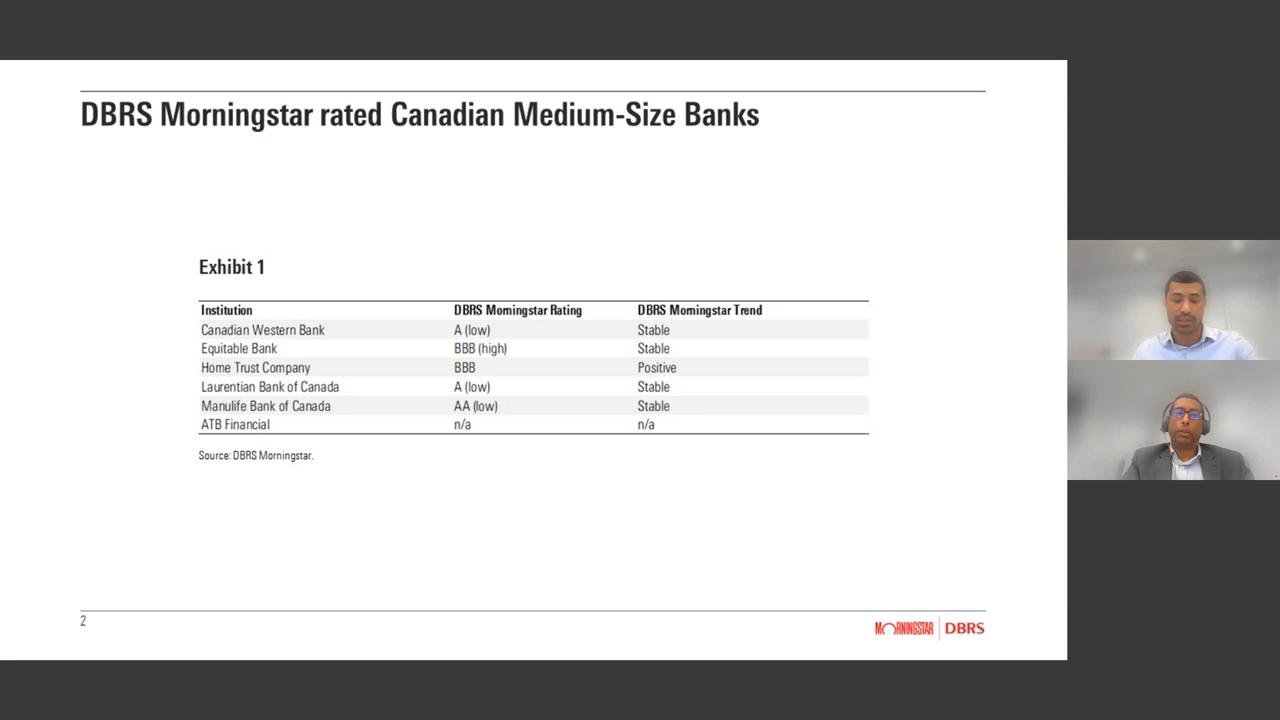 DBRS Morningstar rated Canadian Medium-Size Banks
Exhibit 1
Institution DBRS Morningstar Rating DBRS Morningstar Trend
Canadian Western Bank A (low) Stable
Equitable Bank BBB (high) Stable
Home Trust Company BBB Positive
Laurentian Bank of Canada A (low) Stable
Manulife Bank of Canada AA (low) Stable
ATB Financial n/a n/a
Source: DBRS Morningstar.
2
MORNINGSTAR | DBRS